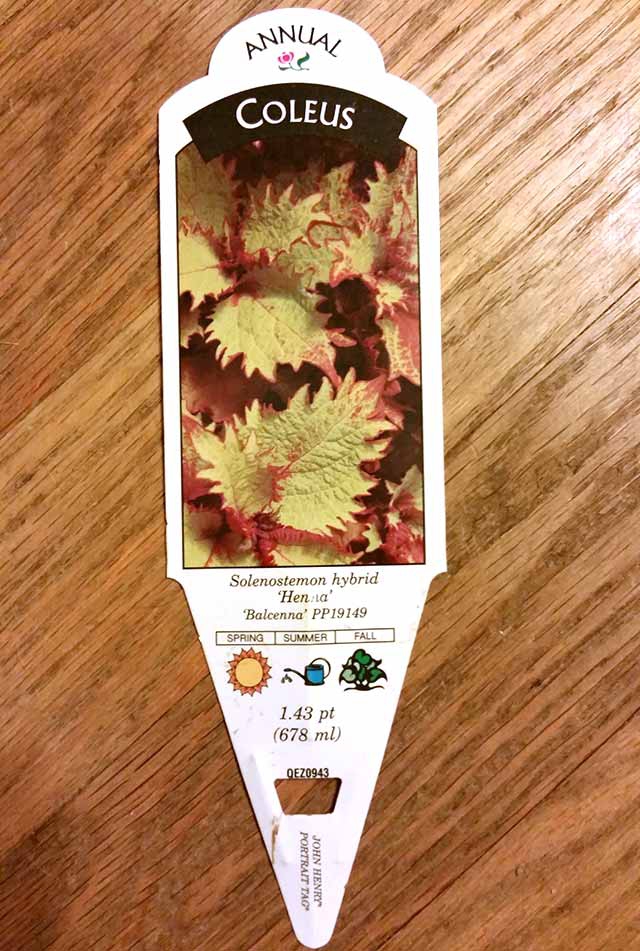 ANNUAL
COLEUS
Solenostemon hybrid
'Henna'
'Balcenna' PP19149
SPRING SUMMER FALL
1.43 pt
(678 ml)
QEZ0943
JOHN HENRY®
PORTRAIT TAG®